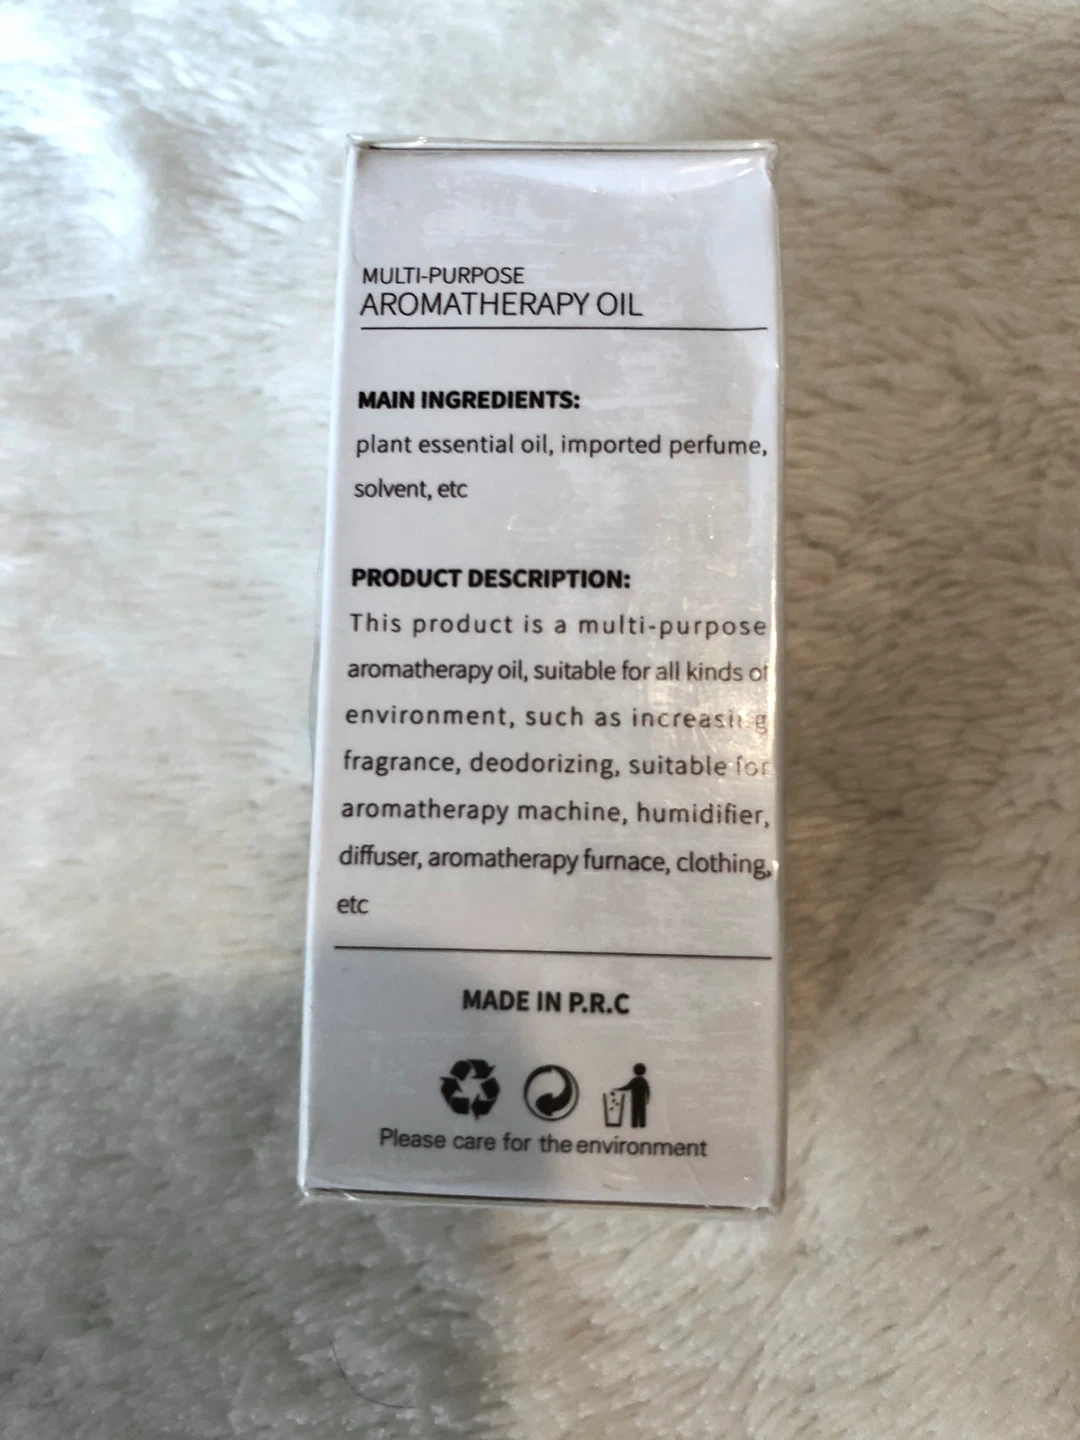 MULTI-PURPOSE
AROMATHERAPY OIL
MAIN INGREDIENTS:
plant essential oil, imported perfume,
solvent, etc
PRODUCT DESCRIPTION:
This product is a multi-purpose
aromatherapy oil, suitable for all kinds of
environment, such as increasing
fragrance, deodorizing, suitable for
aromatherapy machine, humidifier,
diffuser, aromatherapy furnace, clothing,
etc
MADE IN P.R.C
Please care for the environment